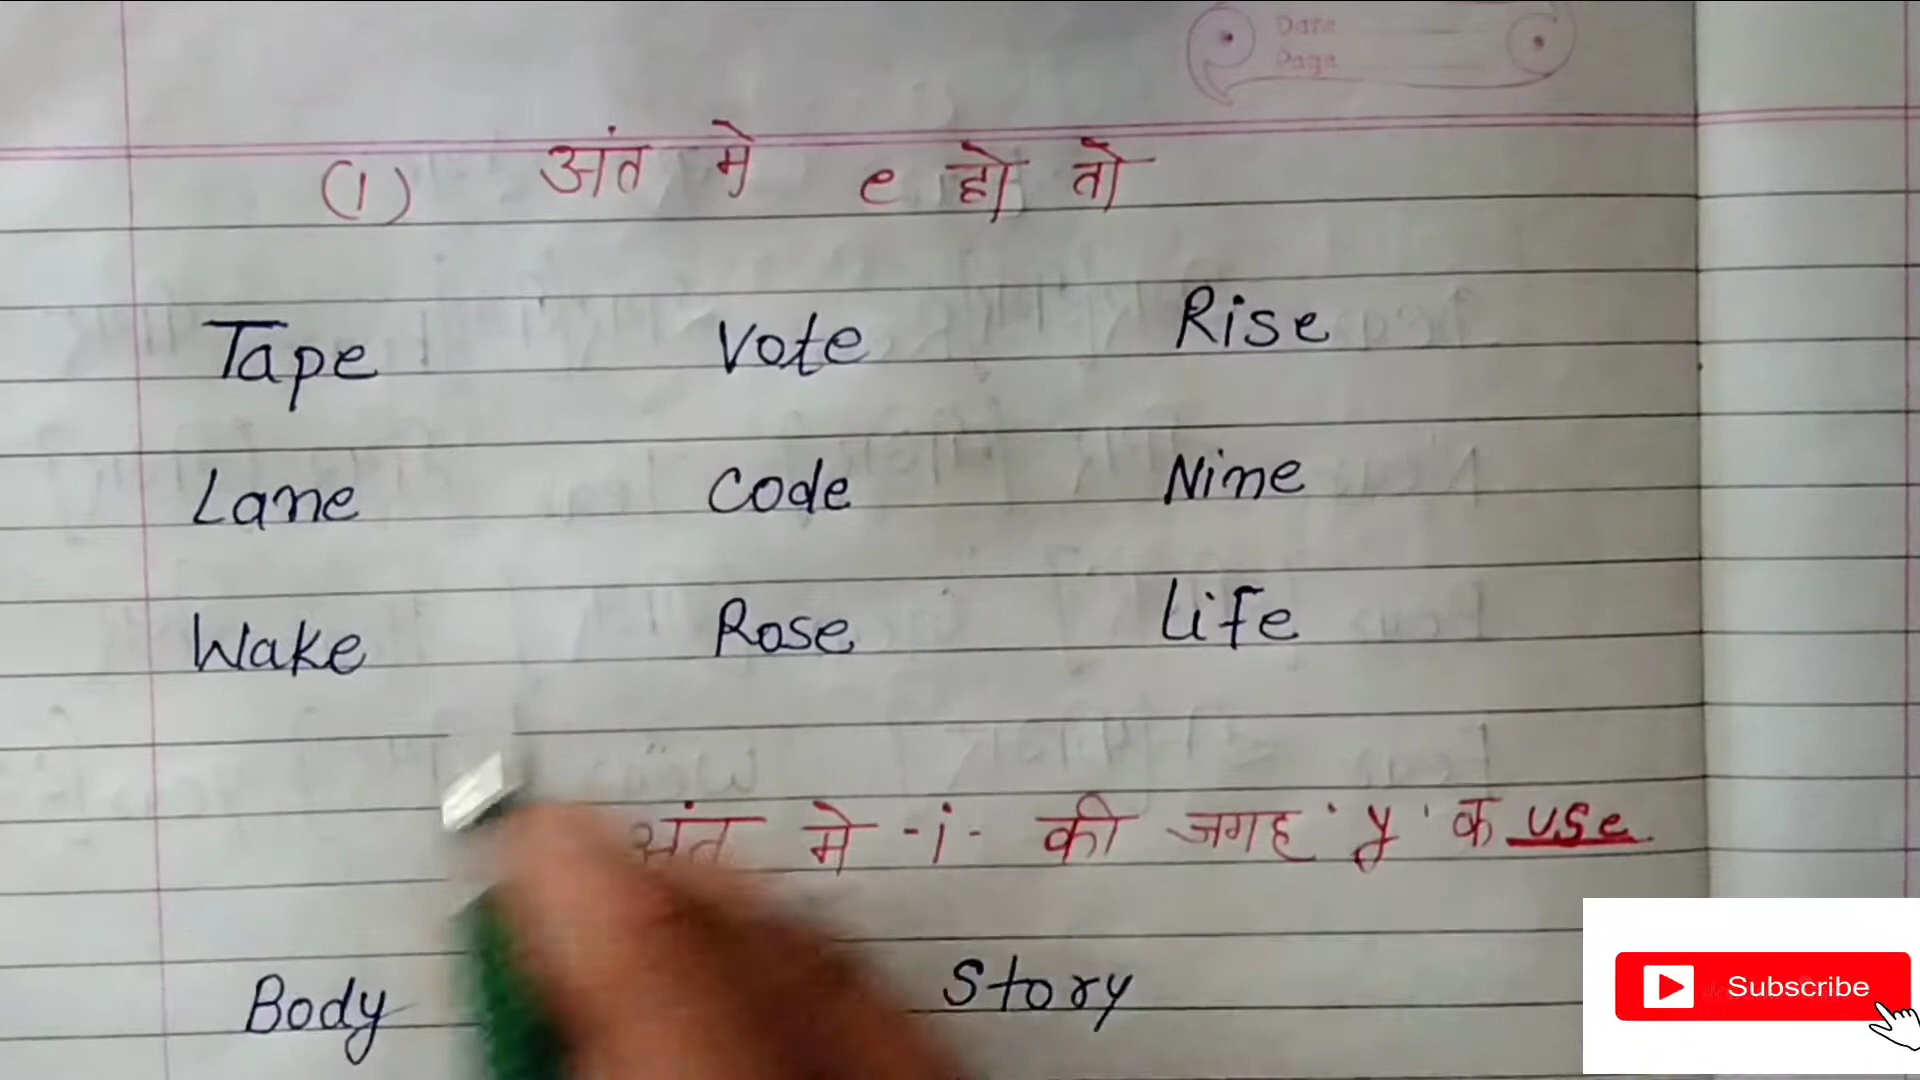 Date
Page
(1) अंत मे e हो तो
Tape Vote Rise
Lane Code Nine
Wake Rose Life
अंत मे -i- की जगह 'y' क use
Body Story
Subscribe